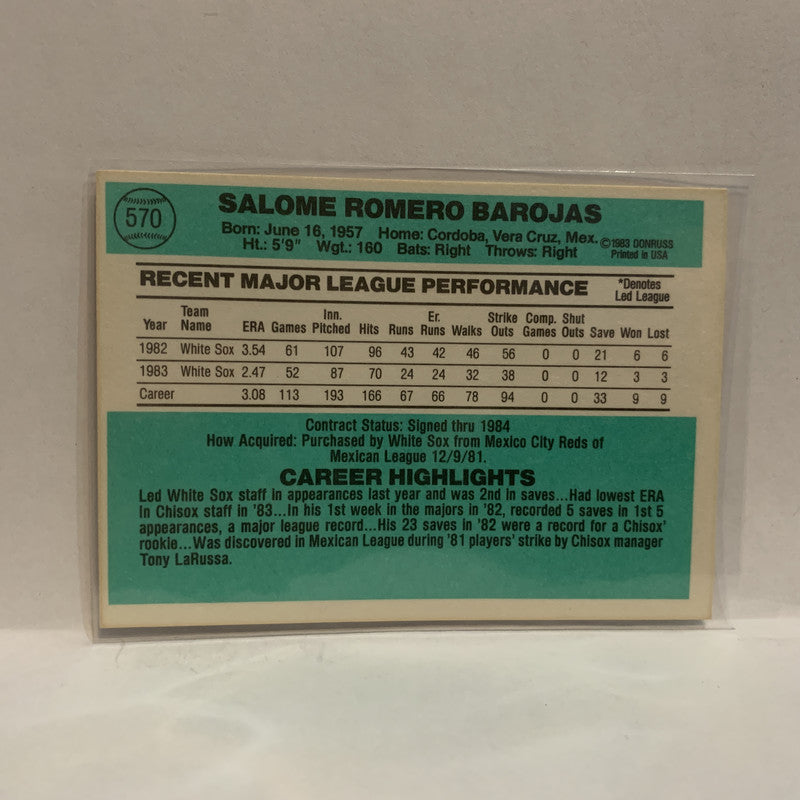 570
SALOME ROMERO BAROJAS
Born: June 16, 1957 Home: Cordoba, Vera Cruz, Mex.
Ht.: 5'9" Wgt.: 160 Bats: Right Throws: Right
©1983 DONRUSS
Printed in USA
RECENT MAJOR LEAGUE PERFORMANCE
*Denotes
Led League
Year Team Name ERA Games Inn. Pitched Hits Runs Er. Runs Walks Strike Outs Comp. Games Shut Outs Save Won Lost
1982 White Sox 3.54 61 107 96 43 42 46 56 0 0 21 6 6
1983 White Sox 2.47 52 87 70 24 24 32 38 0 0 12 3 3
Career 3.08 113 193 166 67 66 78 94 0 0 33 9 9
Contract Status: Signed thru 1984
How Acquired: Purchased by White Sox from Mexico City Reds of
Mexican League 12/9/81.
CAREER HIGHLIGHTS
Led White Sox staff in appearances last year and was 2nd in saves...Had lowest ERA
in Chisox staff in '83...In his 1st week in the majors in '82, recorded 5 saves in 1st 5
appearances, a major league record...His 23 saves in '82 were a record for a Chisox'
rookie...Was discovered in Mexican League during '81 players' strike by Chisox manager
Tony LaRussa.